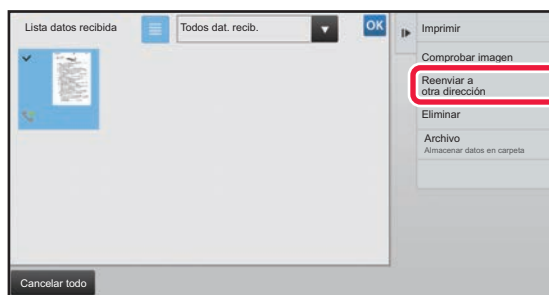 Lista datos recibida
Todos dat. recib.
OK
Imprimir
Comprobar imagen
Reenviar a
otra dirección
Eliminar
Archivo
Almacenar datos en carpeta
Cancelar todo